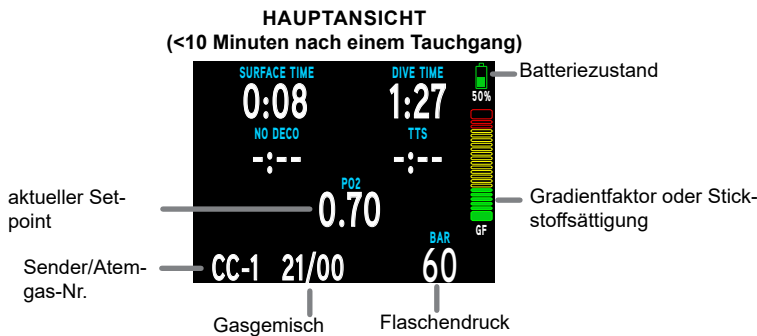 HAUPTANSICHT
(<10 Minuten nach einem Tauchgang)
SURFACE TIME
DIVE TIME
0:08
1:27
50%
Batteriezustand
NO DECO
TTS
-:--
-:--
PO2
0.70
aktueller Set-
point
Gradientfaktor oder Stick-
stoffsättigung
GF
BAR
Sender/Atem-
gas-Nr.
CC-1 21/00
60
Gasgemisch
Flaschendruck